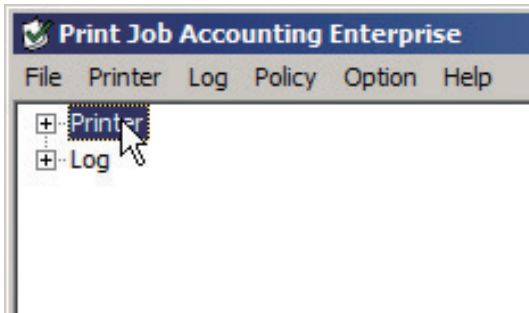 Print Job Accounting Enterprise
File Printer Log Policy Option Help
Printer
Log